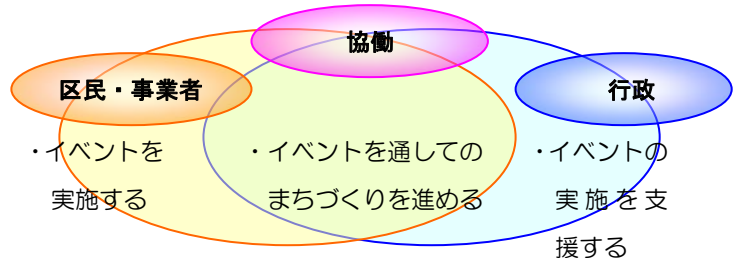 協働
区民・事業者
行政
・イベントを
実施する
・イベントを通しての
まちづくりを進める
・イベントの
実施を支
援する